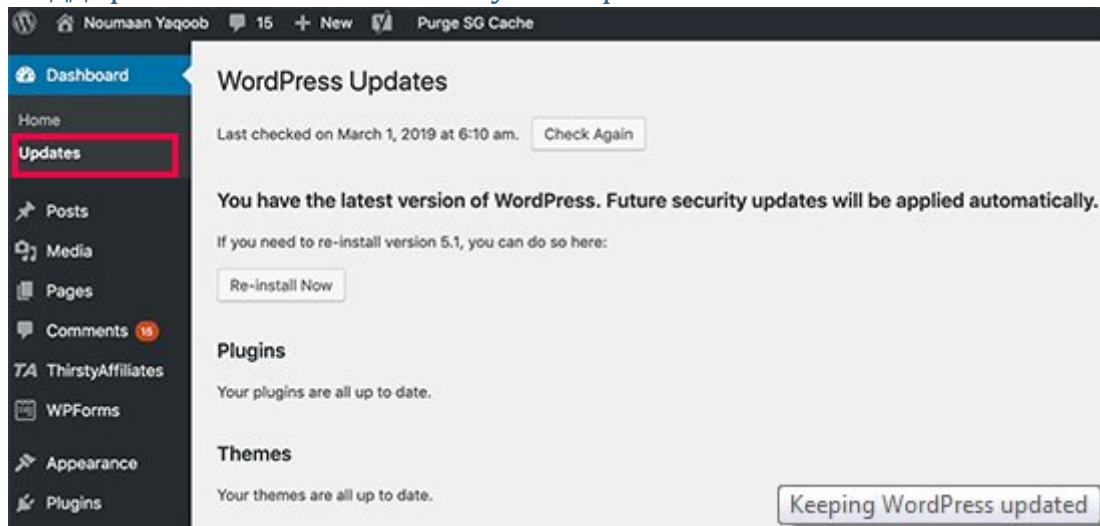 Noumaan Yaqoob 15 + New Purge SG Cache
Dashboard
Home
Updates
Posts
Media
Pages
Comments 15
TA ThirstyAffiliates
WPForms
Appearance
Plugins
WordPress Updates
Last checked on March 1, 2019 at 6:10 am. Check Again
You have the latest version of WordPress. Future security updates will be applied automatically.
If you need to re-install version 5.1, you can do so here:
Re-install Now
Plugins
Your plugins are all up to date.
Themes
Your themes are all up to date.
Keeping WordPress updated